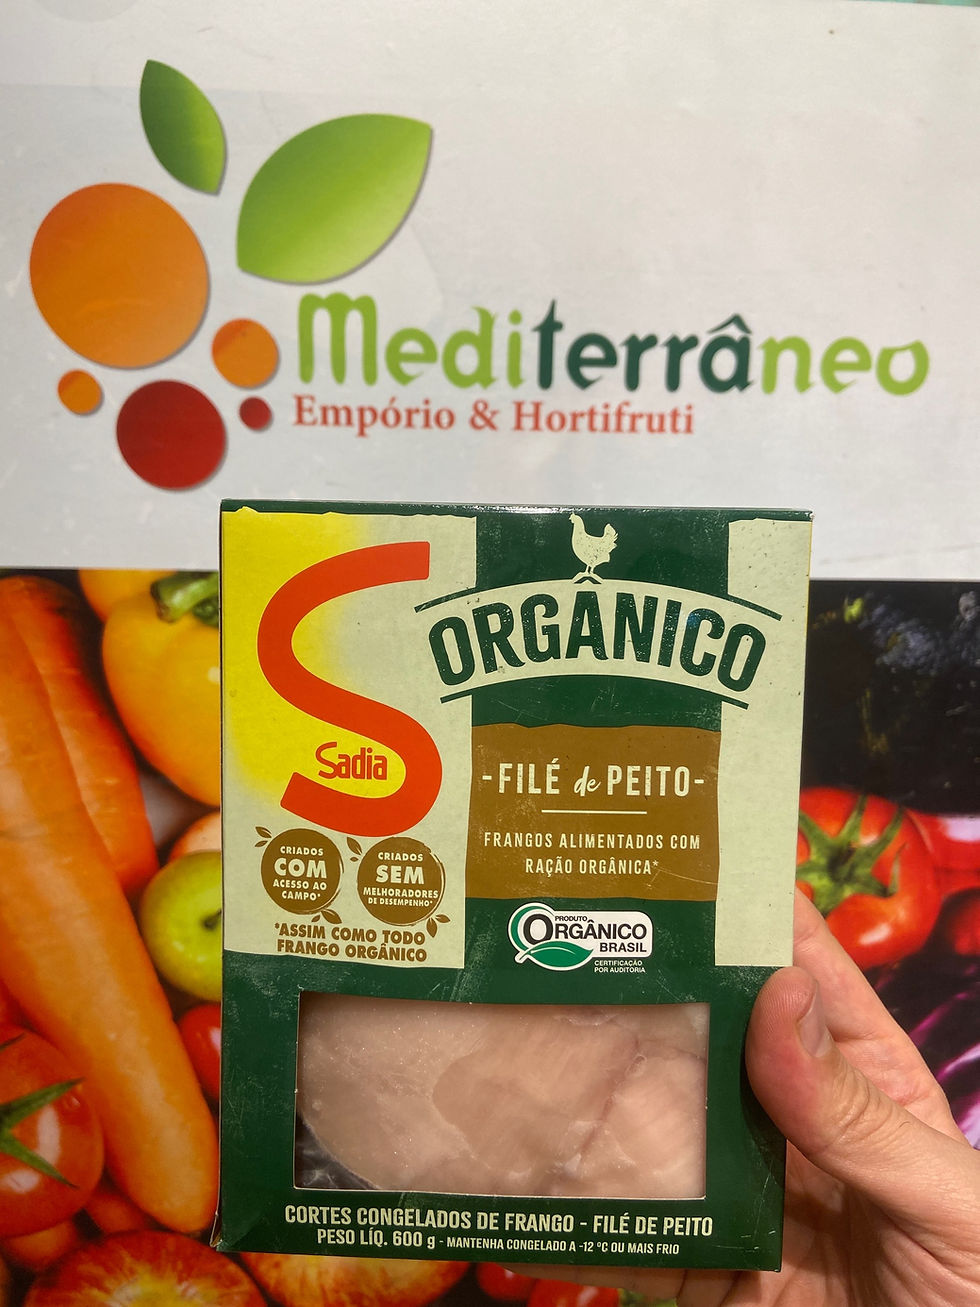 Mediterrâneo
Empório & Hortifruti
ORGÂNICO
Sadia
-FILÉ de PEITO-
FRANGOS ALIMENTADOS COM
RAÇÃO ORGÂNICA*
CRIADOS
COM
ACESSO AO
CAMPO*
CRIADOS
SEM
MELHORADORES
DE DESEMPENHO*
*ASSIM COMO TODO
FRANGO ORGÂNICO
PRODUTO
ORGÂNICO
BRASIL
CERTIFICAÇÃO
POR AUDITORIA
CORTES CONGELADOS DE FRANGO - FILÉ DE PEITO
PESO LÍQ. 600 g - MANTENHA CONGELADO A -12 °C OU MAIS FRIO